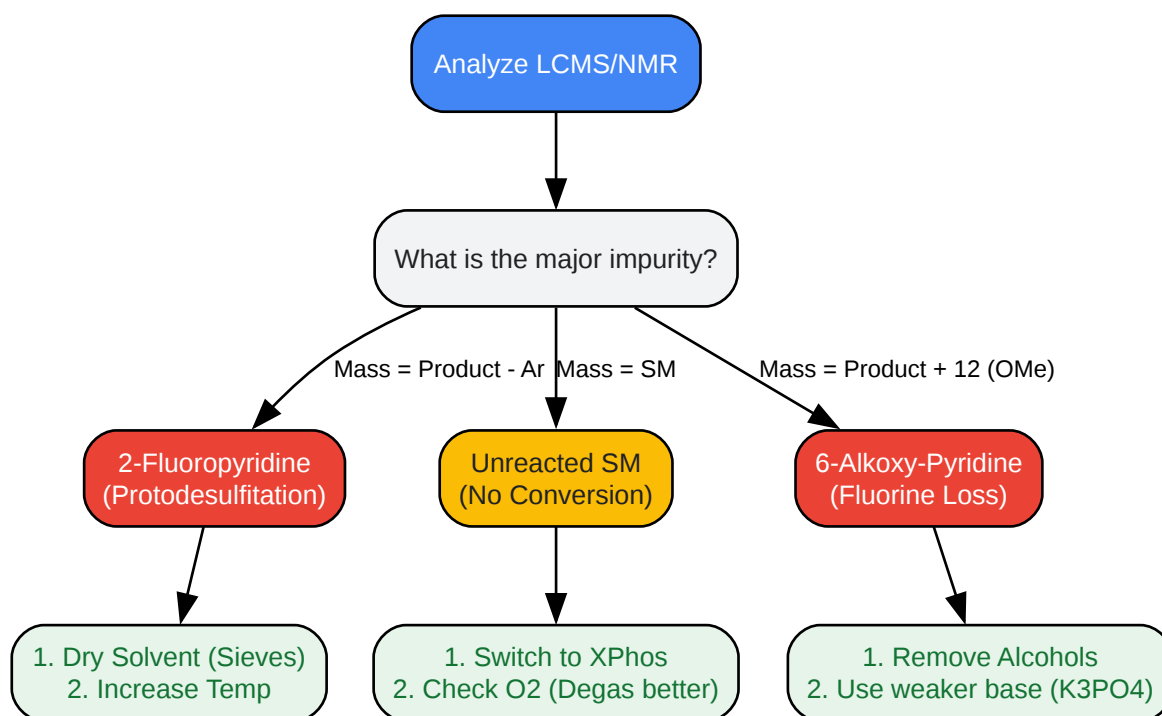 Analyze LCMS/NMR
What is the major impurity?
Mass = Product - Ar
Mass = SM
Mass = Product + 12 (OMe)
2-Fluoropyridine
(Protodesulfitation)
Unreacted SM
(No Conversion)
6-Alkoxy-Pyridine
(Fluorine Loss)
1. Dry Solvent (Sieves)
2. Increase Temp
1. Switch to XPhos
2. Check O2 (Degas better)
1. Remove Alcohols
2. Use weaker base (K3PO4)